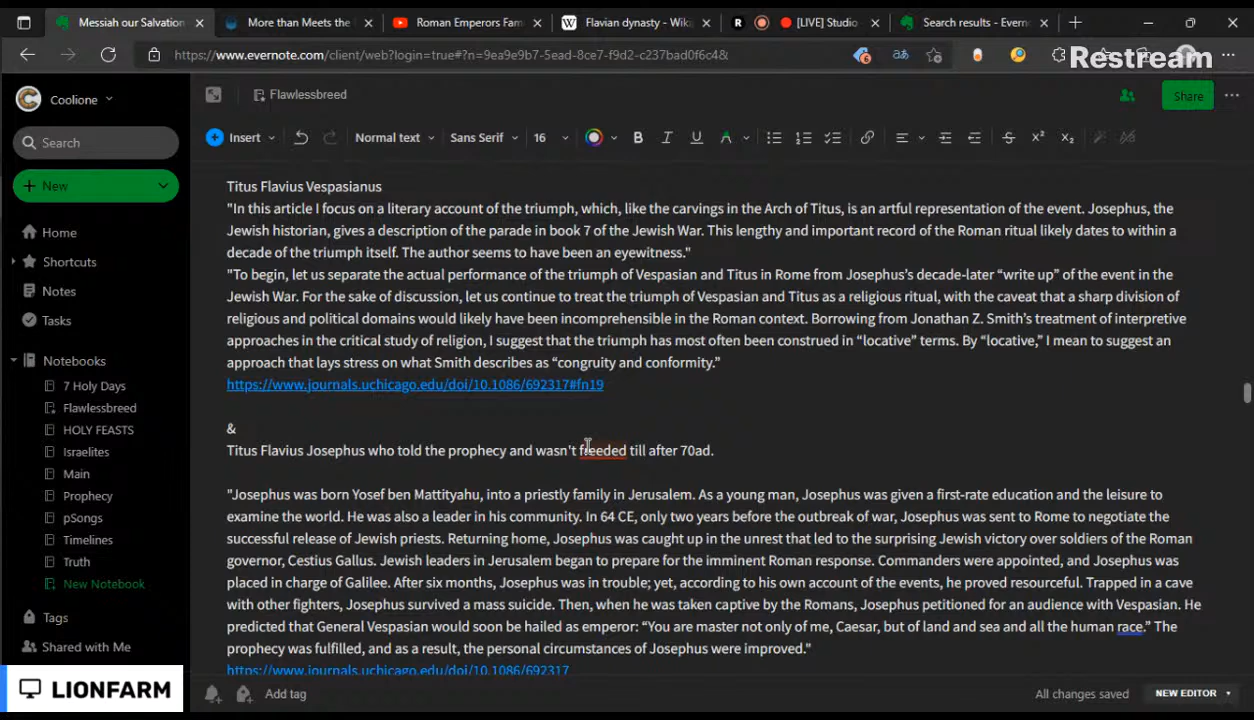 Messiah our Salvation
More than Meets the
Roman Emperors Fam
Flavian dynasty - Wiki
[LIVE] Studio
Search results - Everno
https://www.evernote.com/client/web?login=true#?n=9ea9e9b7-5ead-8ce7-f9d2-c237bad0f6c4&
6
Restream
Coolione
Flawlessbreed
Share
Search
Insert
Normal text
Sans Serif
16
New
Home
Shortcuts
Notes
Tasks
Notebooks
7 Holy Days
Flawlessbreed
HOLY FEASTS
Israelites
Main
Prophecy
pSongs
Timelines
Truth
New Notebook
Tags
Shared with Me
LIONFARM
Titus Flavius Vespasianus
"In this article I focus on a literary account of the triumph, which, like the carvings in the Arch of Titus, is an artful representation of the event. Josephus, the
Jewish historian, gives a description of the parade in book 7 of the Jewish War. This lengthy and important record of the Roman ritual likely dates to within a
decade of the triumph itself. The author seems to have been an eyewitness."
"To begin, let us separate the actual performance of the triumph of Vespasian and Titus in Rome from Josephus’s decade-later “write up” of the event in the
Jewish War. For the sake of discussion, let us continue to treat the triumph of Vespasian and Titus as a religious ritual, with the caveat that a sharp division of
religious and political domains would likely have been incomprehensible in the Roman context. Borrowing from Jonathan Z. Smith’s treatment of interpretive
approaches in the critical study of religion, I suggest that the triumph has most often been construed in “locative” terms. By “locative,” I mean to suggest an
approach that lays stress on what Smith describes as “congruity and conformity.”
https://www.journals.uchicago.edu/doi/10.1086/692317#fn19
&
Titus Flavius Josephus who told the prophecy and wasn't freeded till after 70ad.
"Josephus was born Yosef ben Mattityahu, into a priestly family in Jerusalem. As a young man, Josephus was given a first-rate education and the leisure to
examine the world. He was also a leader in his community. In 64 CE, only two years before the outbreak of war, Josephus was sent to Rome to negotiate the
successful release of Jewish priests. Returning home, Josephus was caught up in the unrest that led to the surprising Jewish victory over soldiers of the Roman
governor, Cestius Gallus. Jewish leaders in Jerusalem began to prepare for the imminent Roman response. Commanders were appointed, and Josephus was
placed in charge of Galilee. After six months, Josephus was in trouble; yet, according to his own account of the events, he proved resourceful. Trapped in a cave
with other fighters, Josephus survived a mass suicide. Then, when he was taken captive by the Romans, Josephus petitioned for an audience with Vespasian. He
predicted that General Vespasian would soon be hailed as emperor: “You are master not only of me, Caesar, but of land and sea and all the human race.” The
prophecy was fulfilled, and as a result, the personal circumstances of Josephus were improved."
https://www.journals.uchicago.edu/doi/10.1086/692317
Add tag
All changes saved
NEW EDITOR